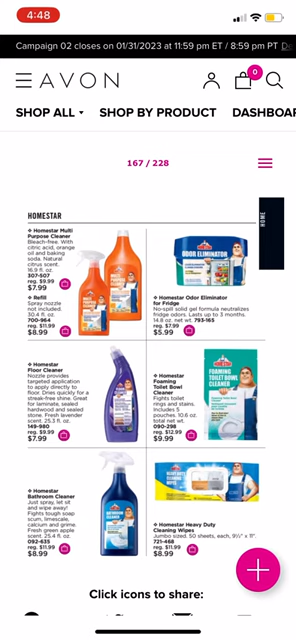 4:48
Campaign 02 closes on 01/31/2023 at 11:59 pm ET / 8:59 pm PT De
AVON
0
SHOP ALL
SHOP BY PRODUCT
DASHBOAR
167 / 228
HOMESTAR
HOME
Homestar Multi
Purpose Cleaner
Bleach-free. With
citric acid, orange
oil and baking
soda. Natural
citrus scent.
16.9 fl. oz.
307-507
reg. $9.99
$7.99
Refill
Spray nozzle
not included.
30.4 fl. oz.
700-964
reg. $11.99
$8.99
ODOR ELIMINATOR
Homestar Odor Eliminator
for Fridge
No-spill solid gel formula neutralizes
fridge odors. Lasts up to 3 months.
14.8 oz. net wt. 793-165
reg. $7.99
$5.99
Homestar
Floor Cleaner
Nozzle provides
targeted application
to apply directly to
floor. Dries quickly for a
streak-free shine. Great
for laminate, sealed
hardwood and sealed
stone. Fresh lavender
scent. 25.3 fl. oz.
149-980
reg. $9.99
$7.99
FLOOR
CLEANER
Homestar
Foaming
Toilet Bowl
Cleaner
Fights toilet
rings and stains.
Includes 5
pouches. 10.6 oz.
total net wt.
090-298
reg. $12.99
$9.99
FOAMING
TOILET BOWL
CLEANER
Homestar
Bathroom Cleaner
Just spray, let sit
and wipe away!
Fights tough soap
scum, limescale,
calcium and grime.
Fresh green apple
scent. 25.4 fl. oz.
092-635
reg. $11.99
$8.99
BATHROOM
CLEANER
HEAVY DUTY
CLEANING
WIPES
Homestar Heavy Duty
Cleaning Wipes
Jumbo sized. 50 sheets, each, 9½" x 11".
721-468
reg. $11.99
$8.99
Click icons to share: